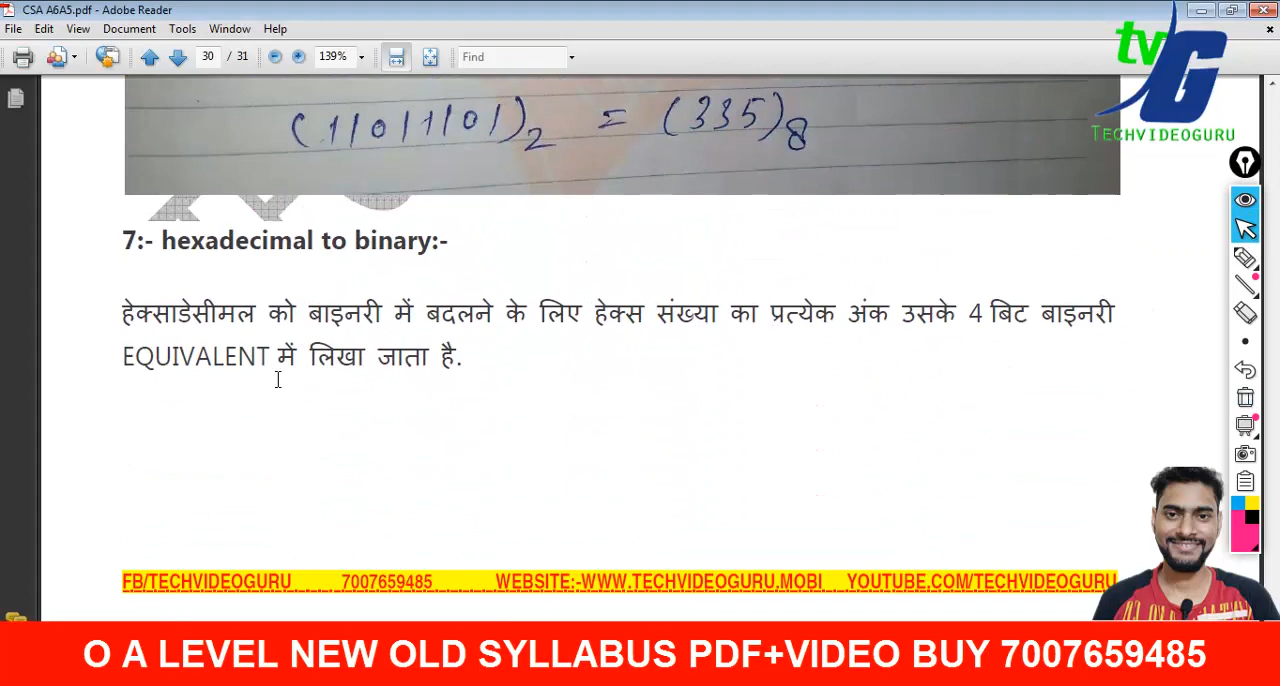 CSA A6A5.pdf - Adobe Reader
File Edit View Document Tools Window Help
30 / 31 139% Find
tvG
TECHVIDEOGURU
(11011101)2 = (335)8
7:- hexadecimal to binary:-
हेक्साडेसीमल को बाइनरी में बदलने के लिए हेक्स संख्या का प्रत्येक अंक उसके 4 बिट बाइनरी
EQUIVALENT में लिखा जाता है.
FB/TECHVIDEOGURU 7007659485 WEBSITE:-WWW.TECHVIDEOGURU.MOBI YOUTUBE.COM/TECHVIDEOGURU
O A LEVEL NEW OLD SYLLABUS PDF+VIDEO BUY 7007659485